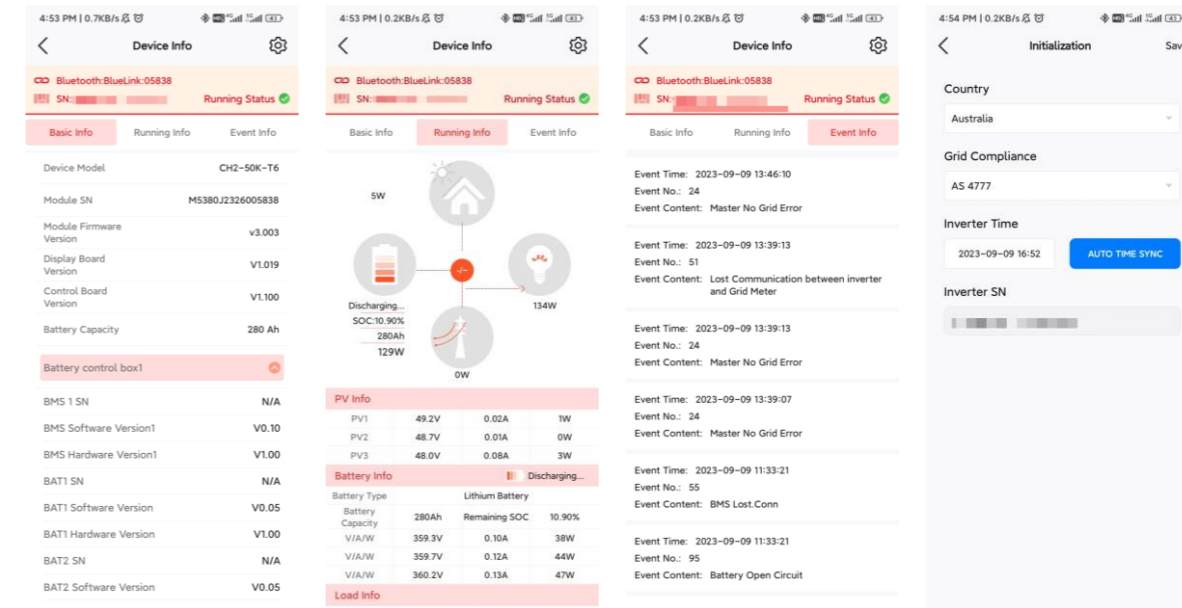 4:53 PM | 0.7KB/s
Device Info
Bluetooth:BlueLink:05838
SN:
Running Status
Basic Info
Running Info
Event Info
Device Model
CH2-50K-T6
Module SN
M5380J2326005838
Module Firmware
Version
v3.003
Display Board
Version
V1.019
Control Board
Version
V1.100
Battery Capacity
280 Ah
Battery control box1
BMS 1 SN
N/A
BMS Software Version1
V0.10
BMS Hardware Version1
V1.00
BAT1 SN
N/A
BAT1 Software Version
V0.05
BAT1 Hardware Version
V1.00
BAT2 SN
N/A
BAT2 Software Version
V0.05
4:53 PM | 0.2KB/s
Device Info
Bluetooth:BlueLink:05838
SN:
Running Status
Basic Info
Running Info
Event Info
5W
Discharging...
SOC:10.90%
280Ah
129W
134W
0W
PV Info
PV1 49.2V 0.02A 1W
PV2 48.7V 0.01A 0W
PV3 48.0V 0.08A 3W
Battery Info
Discharging...
Battery Type Lithium Battery
Battery
Capacity
280Ah Remaining SOC 10.90%
V/A/W 359.3V 0.10A 38W
V/A/W 359.7V 0.12A 44W
V/A/W 360.2V 0.13A 47W
Load Info
4:53 PM | 0.2KB/s
Device Info
Bluetooth:BlueLink:05838
SN:
Running Status
Basic Info
Running Info
Event Info
Event Time: 2023-09-09 13:46:10
Event No.: 24
Event Content: Master No Grid Error
Event Time: 2023-09-09 13:39:13
Event No.: 51
Event Content: Lost Communication between inverter
and Grid Meter
Event Time: 2023-09-09 13:39:13
Event No.: 24
Event Content: Master No Grid Error
Event Time: 2023-09-09 13:39:07
Event No.: 24
Event Content: Master No Grid Error
Event Time: 2023-09-09 11:33:21
Event No.: 55
Event Content: BMS Lost.Conn
Event Time: 2023-09-09 11:33:21
Event No.: 95
Event Content: Battery Open Circuit
4:54 PM | 0.2KB/s
Initialization
Sav
Country
Australia
Grid Compliance
AS 4777
Inverter Time
2023-09-09 16:52
AUTO TIME SYNC
Inverter SN